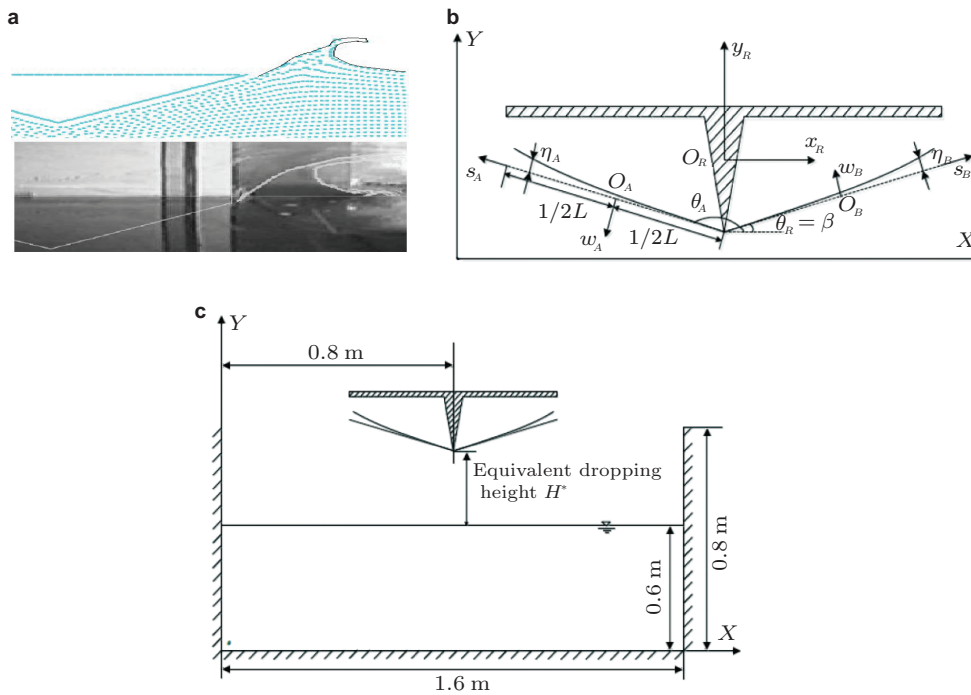 a
b
Y
y_R
x_R
O_R
η_A
s_A
O_A
1/2L
1/2L
w_A
θ_A
θ_R = β
w_B
O_B
η_B
s_B
X
c
Y
0.8 m
Equivalent dropping
height H*
0.6 m
0.8 m
X
1.6 m